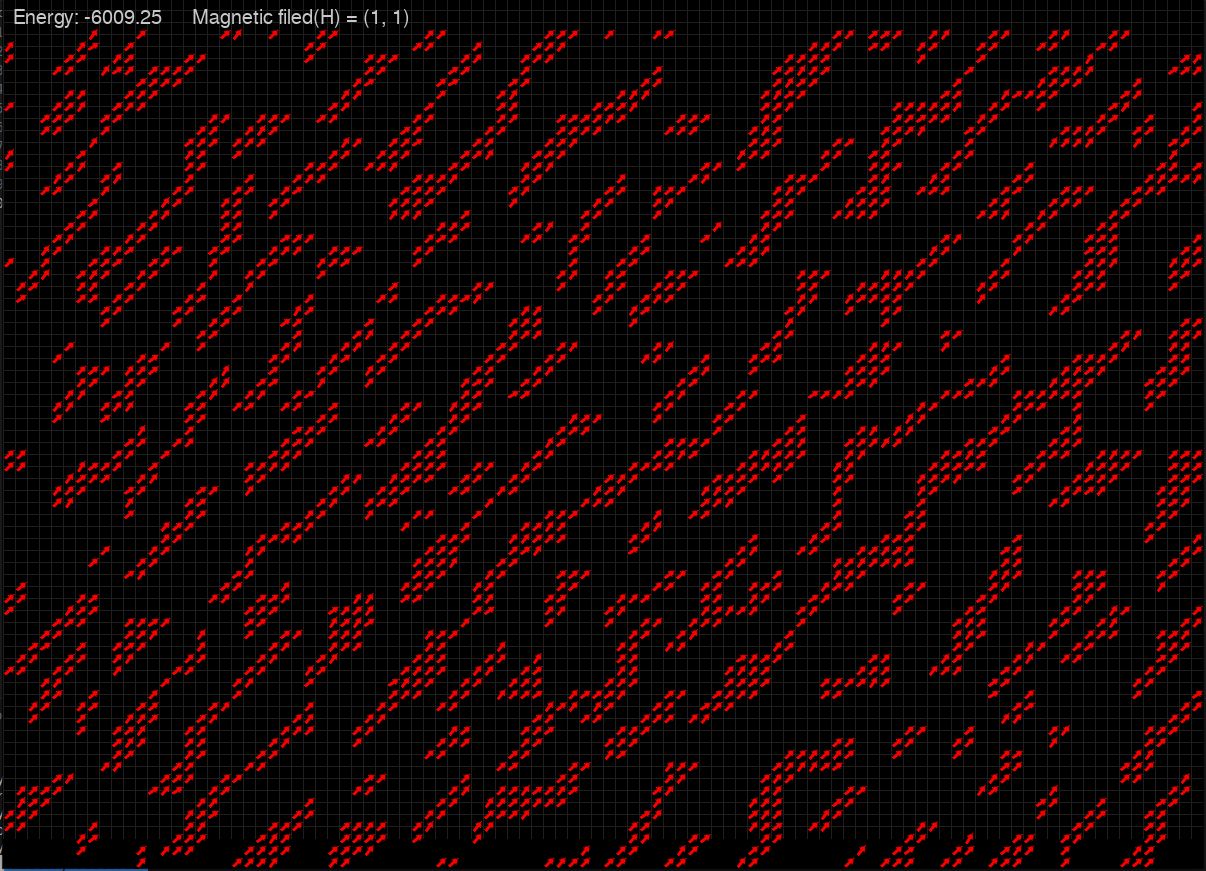 Energy: -6009.25 Magnetic filed(H) = (1, 1)